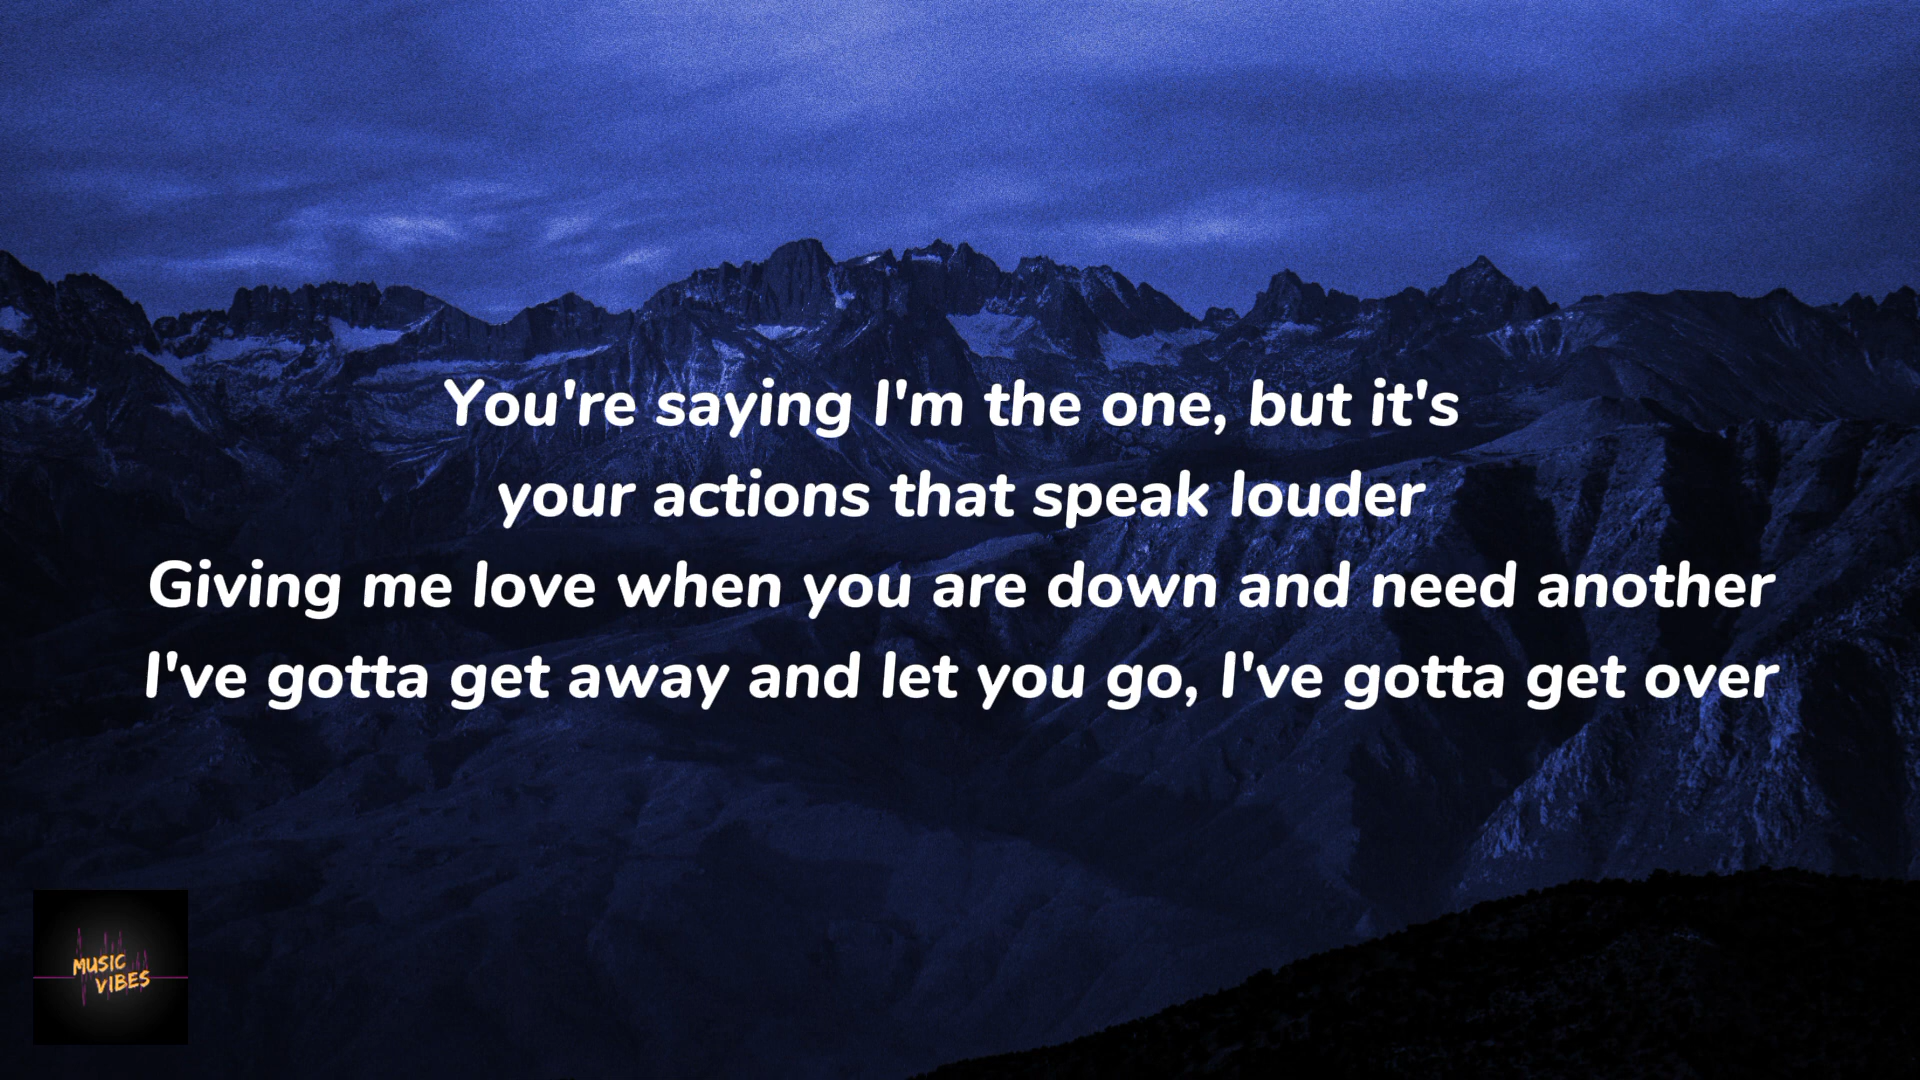 You're saying I'm the one, but it's
your actions that speak louder
Giving me love when you are down and need another
I've gotta get away and let you go, I've gotta get over
MUSIC
VIBES